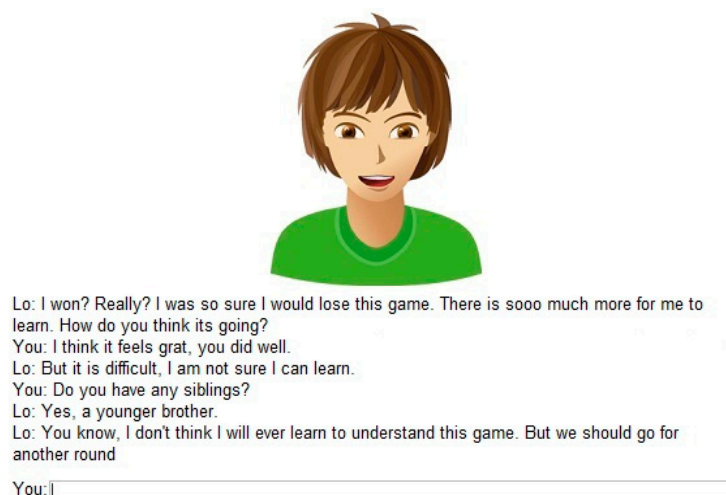 Lo: I won? Really? I was so sure I would lose this game. There is sooo much more for me to
learn. How do you think its going?
You: I think it feels grat, you did well.
Lo: But it is difficult, I am not sure I can learn.
You: Do you have any siblings?
Lo: Yes, a younger brother.
Lo: You know, I don't think I will ever learn to understand this game. But we should go for
another round
You: